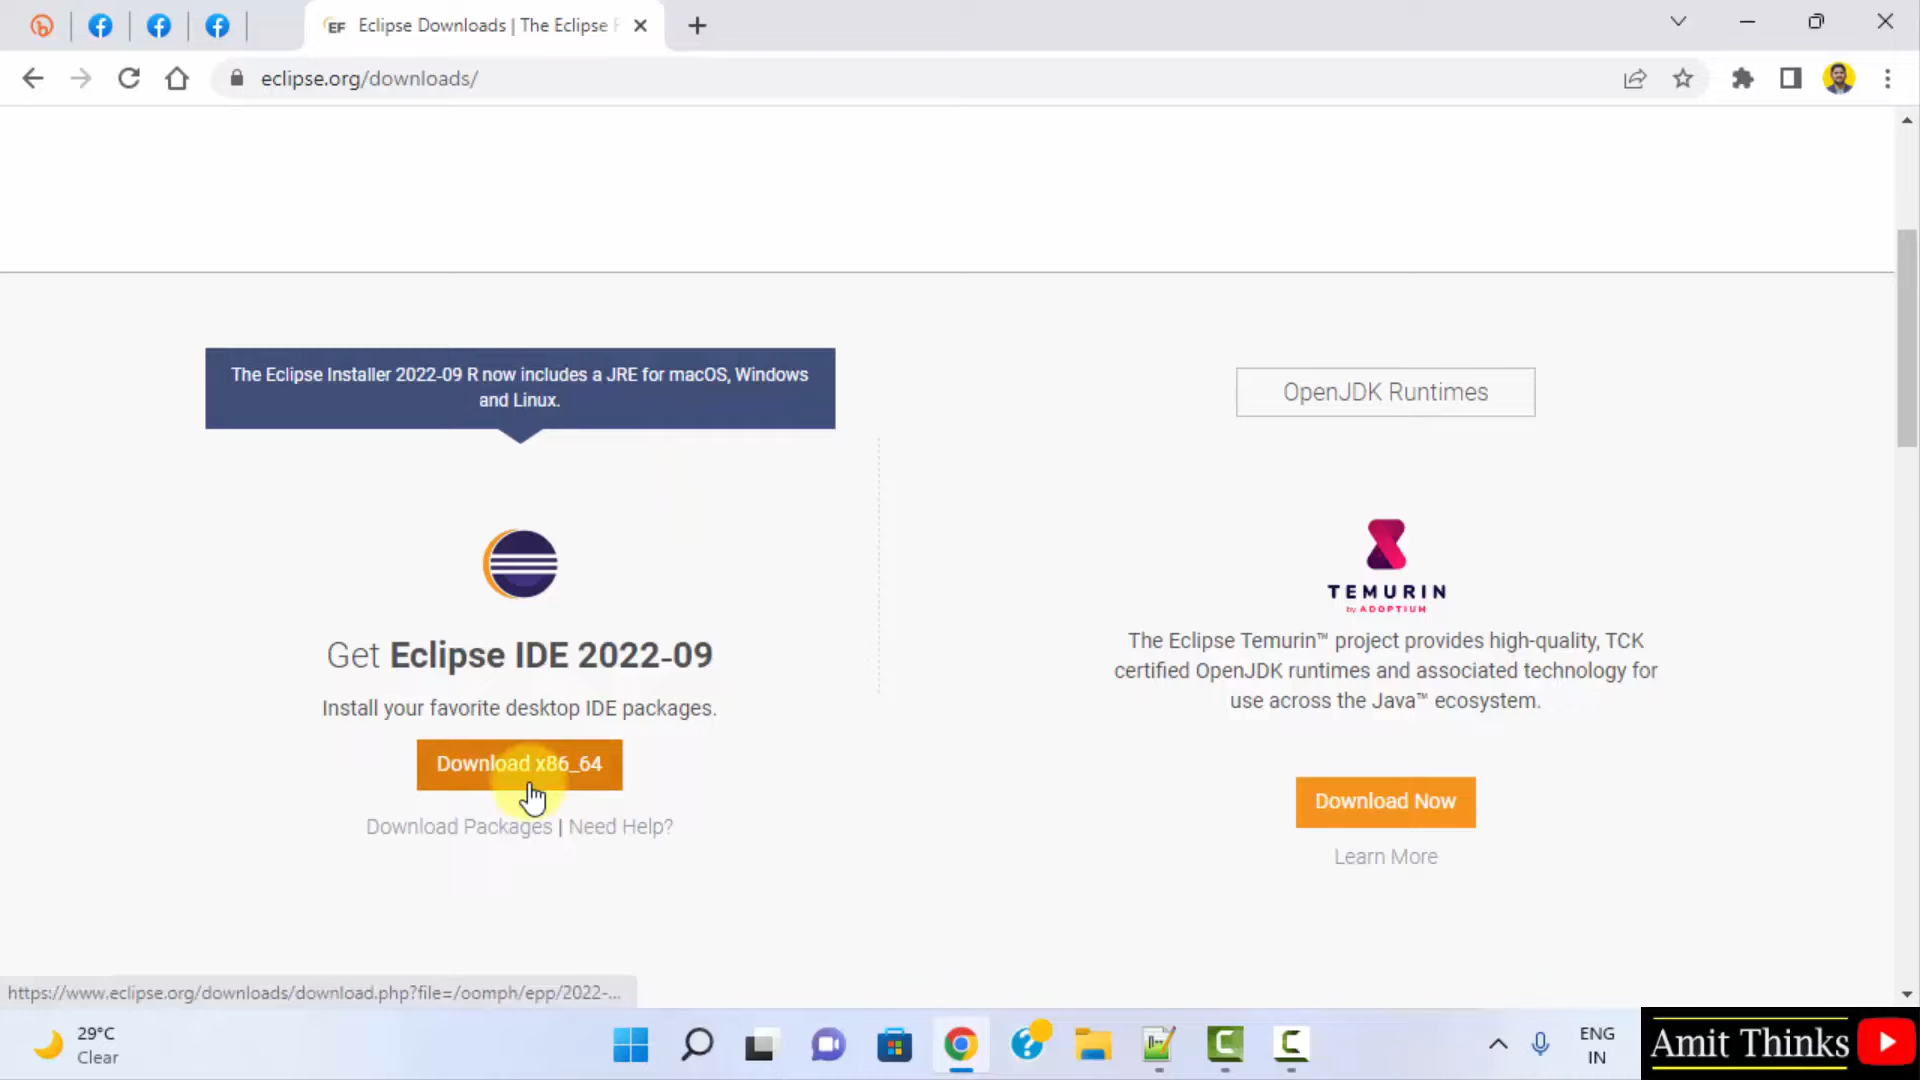 EF Eclipse Downloads | The Eclipse F
eclipse.org/downloads/
The Eclipse Installer 2022-09 R now includes a JRE for macOS, Windows
and Linux.
OpenJDK Runtimes
TEMURIN
by ADOPTIUM
Get Eclipse IDE 2022-09
The Eclipse Temurin™ project provides high-quality, TCK
certified OpenJDK runtimes and associated technology for
use across the Java™ ecosystem.
Install your favorite desktop IDE packages.
Download x86_64
Download Now
Download Packages | Need Help?
Learn More
https://www.eclipse.org/downloads/download.php?file=/oomph/epp/2022-...
29°C
Clear
ENG
IN
Amit Thinks